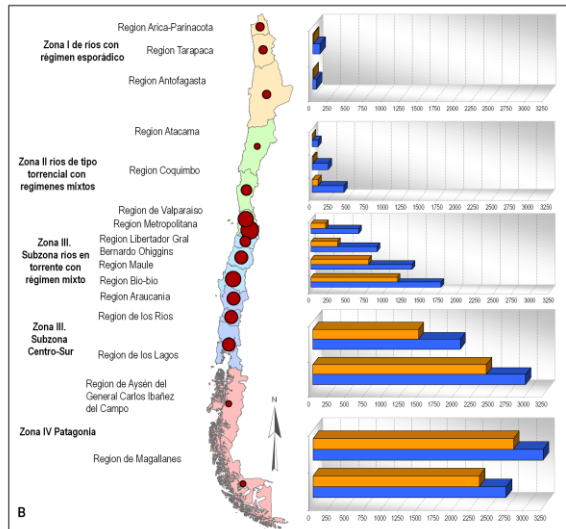 Region Arica-Parinacota
Zona I de ríos con
régimen esporádico
Region Tarapaca
Region Antofagasta
0 250 500 750 1000 1250 1500 1750 2000 2250 2500 2750 3000 3250
Region Atacama
Zona II rios de tipo
torrencial con
regimenes mixtos
Region Coquimbo
0 250 500 750 1000 1250 1500 1750 2000 2250 2500 2750 3000 3250
Region de Valparaiso
Region Metropolitana
Zona III.
Subzona ríos en
torrente con
régimen mixto
Region Libertador Gral
Bernardo Ohiggins
Region Maule
Region Bio-bio
Region Araucania
0 250 500 750 1000 1250 1500 1750 2000 2250 2500 2750 3000 3250
Zona III.
Subzona
Centro-Sur
Region de los Rios
Region de los Lagos
0 250 500 750 1000 1250 1500 1750 2000 2250 2500 2750 3000 3250
Region de Aysén del
General Carlos Ibañez
del Campo
N
Zona IV Patagonia
Region de Magallanes
0 250 500 750 1000 1250 1500 1750 2000 2250 2500 2750 3000 3250
B